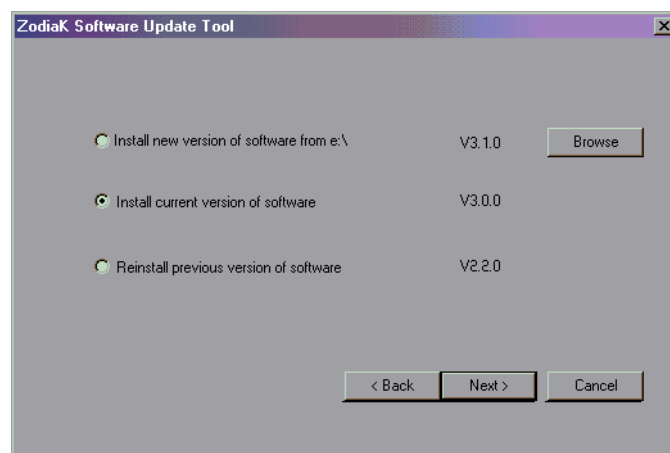 ZodiaK Software Update Tool
Install new version of software from e:\ V3.1.0 Browse
Install current version of software V3.0.0
Reinstall previous version of software V2.2.0
< Back Next > Cancel